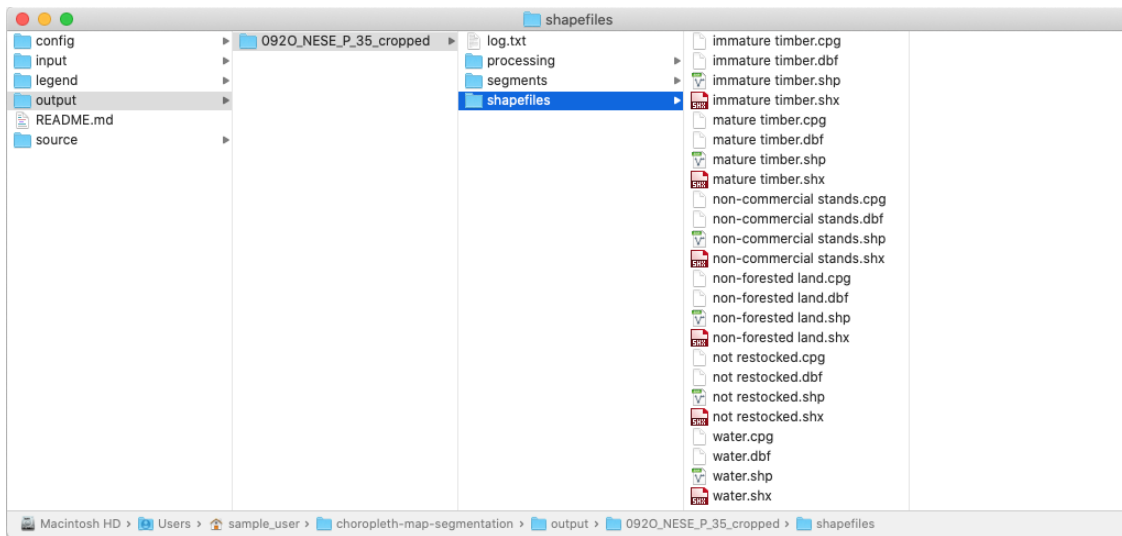 shapefiles
config
input
legend
output
README.md
source
092O_NESE_P_35_cropped
log.txt
processing
segments
shapefiles
immature timber.cpg
immature timber.dbf
immature timber.shp
immature timber.shx
mature timber.cpg
mature timber.dbf
mature timber.shp
mature timber.shx
non-commercial stands.cpg
non-commercial stands.dbf
non-commercial stands.shp
non-commercial stands.shx
non-forested land.cpg
non-forested land.dbf
non-forested land.shp
non-forested land.shx
not restocked.cpg
not restocked.dbf
not restocked.shp
not restocked.shx
water.cpg
water.dbf
water.shp
water.shx
Macintosh HD › Users › sample_user › choropleth-map-segmentation › output › 092O_NESE_P_35_cropped › shapefiles